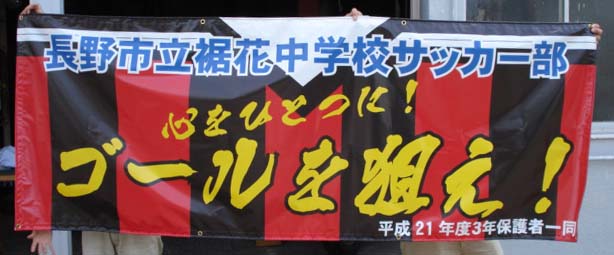 長野市立裾花中学校サッカー部
心をひとつに!
ゴールを狙え!
平成21年度3年保護者一同